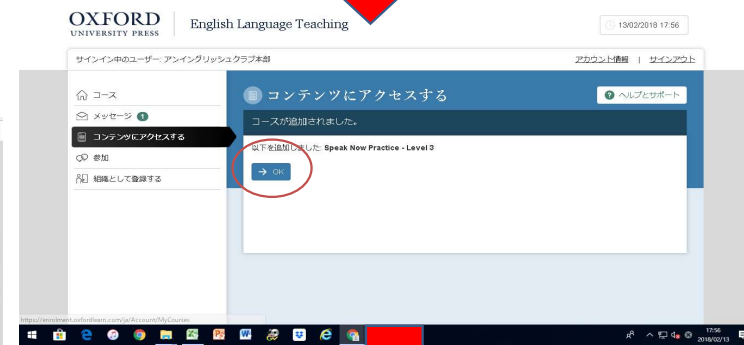 OXFORD
UNIVERSITY PRESS
English Language Teaching
13/02/2018 17:56
サインイン中のユーザー: アンイングリッシュクラブ本部
アカウント情報 | サインアウト
コース
メッセージ 1
コンテンツにアクセスする
参加
組織として登録する
コンテンツにアクセスする
ヘルプとサポート
コースが追加されました。
以下を追加しました: Speak Now Practice - Level 3
→ OK
https://enrolment.oxfordlearn.com/ja/Account/MyCourses
17:56
2018/02/13